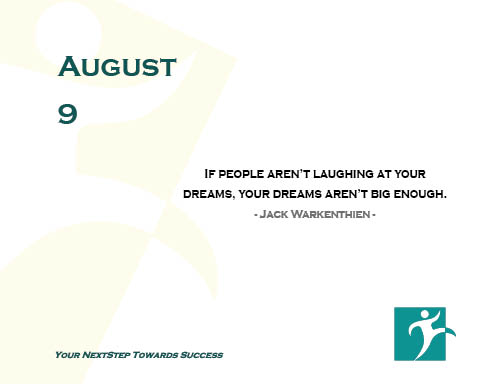 August
9
If people aren't laughing at your
dreams, your dreams aren't big enough.
- Jack Warkenthien -
Your NextStep Towards Success